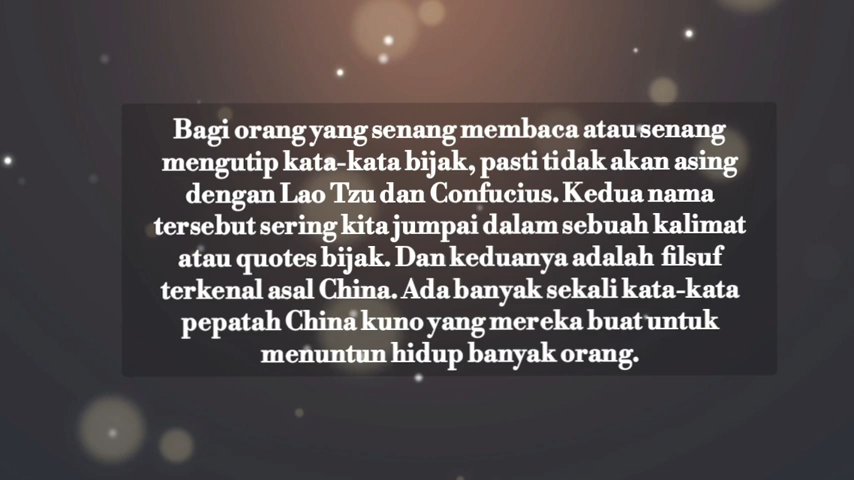 Bagi orang yang senang membaca atau senang
mengutip kata-kata bijak, pasti tidak akan asing
dengan Lao Tzu dan Confucius. Kedua nama
tersebut sering kita jumpai dalam sebuah kalimat
atau quotes bijak. Dan keduanya adalah filsuf
terkenal asal China. Ada banyak sekali kata-kata
pepatah China kuno yang mereka buat untuk
menuntun hidup banyak orang.